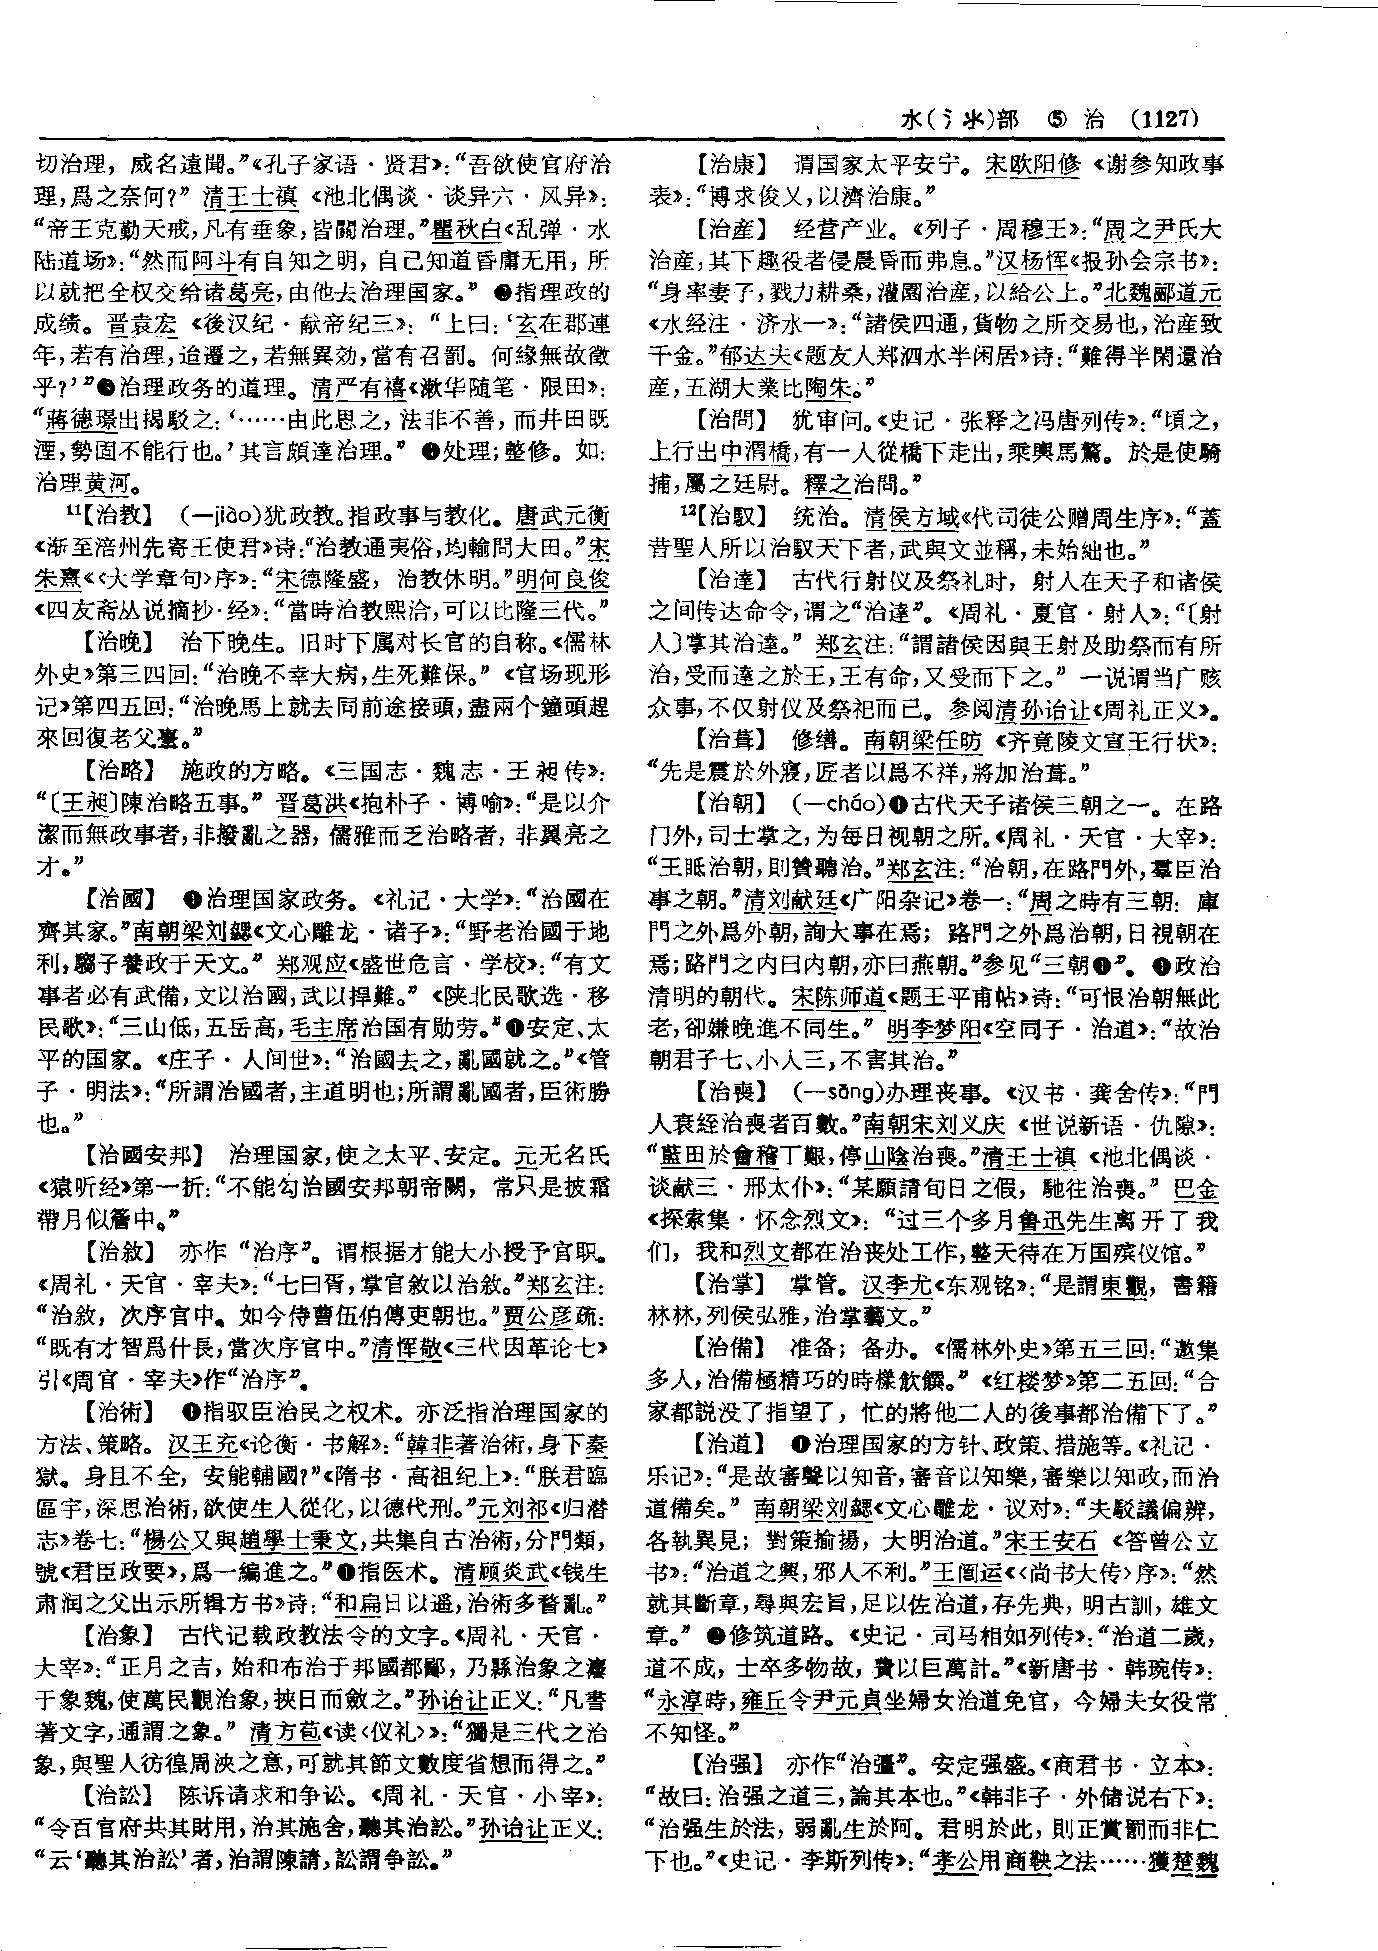 水(氵氺)部 ⑤ 治 (1127)
切治理，威名遠聞。”《孔子家语·贤君》：“吾欲使官府治
理，爲之奈何？”清王士禛《池北偶谈·谈异六·风异》：
“帝王克勤天戒，凡有垂象，皆關治理。”瞿秋白《乱弹·水
陆道场》：“然而阿斗有自知之明，自己知道昏庸无用，所
以就把全权交给诸葛亮，由他去治理国家。”❷指理政的
成绩。晋袁宏《後汉纪·献帝纪三》：“上曰：‘玄在郡連
年，若有治理，迨遷之，若無異効，當有召罰。何緣無故徵
乎？’”❸治理政务的道理。清严有禧《漱华随笔·限田》：
“蔣德璟出揭駁之：‘……由此思之，法非不善，而井田既
湮，勢固不能行也。’其言頗達治理。”❹处理；整修。如：
治理黄河。
11【治教】 (—jiào)犹政教。指政事与教化。唐武元衡
《渐至涪州先寄王使君》诗：“治教通夷俗，均輸問大田。”宋
朱熹《〈大学章句〉序》：“宋德隆盛，治教休明。”明何良俊
《四友斋丛说摘抄·经》：“當時治教熙洽，可以比隆三代。”
【治晚】 治下晚生。旧时下属对长官的自称。《儒林
外史》第三四回：“治晚不幸大病，生死難保。”《官场现形
记》第四五回：“治晚馬上就去同前途接頭，盡兩个鐘頭趕
來回復老父臺。”
【治略】 施政的方略。《三国志·魏志·王昶传》：
“〔王昶〕陳治略五事。”晋葛洪《抱朴子·博喻》：“是以介
潔而無政事者，非撥亂之器，儒雅而乏治略者，非翼亮之
才。”
【治國】 ❶治理国家政务。《礼记·大学》：“治國在
齊其家。”南朝梁刘勰《文心雕龙·诸子》：“野老治國于地
利，騶子養政于天文。”郑观应《盛世危言·学校》：“有文
事者必有武備，文以治國，武以捍難。”《陕北民歌选·移
民歌》：“三山低，五岳高，毛主席治国有勋劳。”❷安定、太
平的国家。《庄子·人间世》：“治國去之，亂國就之。”《管
子·明法》：“所謂治國者，主道明也；所謂亂國者，臣術勝
也。”
【治國安邦】 治理国家，使之太平、安定。元无名氏
《猿听经》第一折：“不能勾治國安邦朝帝闕，常只是披霜
帶月似簷中。”
【治敘】 亦作“治序”。谓根据才能大小授予官职。
《周礼·天官·宰夫》：“七曰胥，掌官敘以治敘。”郑玄注：
“治敘，次序官中。如今侍曹伍伯傳吏朝也。”贾公彦疏：
“既有才智爲什長，當次序官中。”清恽敬《三代因革论七》
引《周官·宰夫》作“治序”。
【治術】 ❶指驭臣治民之权术。亦泛指治理国家的
方法、策略。汉王充《论衡·书解》：“韓非著治術，身下秦
獄。身且不全，安能輔國？”《隋书·高祖纪上》：“朕君臨
區宇，深思治術，欲使生人從化，以德代刑。”元刘祁《归潜
志》卷七：“楊公又與趙學士秉文，共集自古治術，分門類，
號《君臣政要》，爲一編進之。”❷指医术。清顾炎武《钱生
肃润之父出示所辑方书》诗：“和扁日以遥，治術多瞀亂。”
【治象】 古代记载政教法令的文字。《周礼·天官·
大宰》：“正月之吉，始和布治于邦國都鄙，乃縣治象之灋
于象魏，使萬民觀治象，挾日而斂之。”孙诒让正义：“凡書
著文字，通謂之象。”清方苞《读〈仪礼〉》：“獨是三代之治
象，與聖人彷徨周浹之意，可就其節文數度省想而得之。”
【治訟】 陈诉请求和争讼。《周礼·天官·小宰》：
“令百官府共其財用，治其施舍，聽其治訟。”孙诒让正义：
“云‘聽其治訟’者，治謂陳請，訟謂爭訟。”
【治康】 谓国家太平安宁。宋欧阳修《谢参知政事
表》：“博求俊乂，以濟治康。”
【治産】 经营产业。《列子·周穆王》：“周之尹氏大
治産，其下趣役者侵晨昏而弗息。”汉杨恽《报孙会宗书》：
“身率妻子，戮力耕桑，灌園治産，以給公上。”北魏郦道元
《水经注·济水一》：“諸侯四通，貨物之所交易也，治産致
千金。”郁达夫《题友人郑泗水半闲居》诗：“難得半閑還治
産，五湖大業比陶朱。”
【治問】 犹审问。《史记·张释之冯唐列传》：“頃之，
上行出中渭橋，有一人從橋下走出，乘輿馬驚。於是使騎
捕，屬之廷尉。釋之治問。”
12【治馭】 统治。清侯方域《代司徒公赠周生序》：“蓋
昔聖人所以治馭天下者，武與文並稱，未始絀也。”
【治達】 古代行射仪及祭礼时，射人在天子和诸侯
之间传达命令，谓之“治達”。《周礼·夏官·射人》：“〔射
人〕掌其治達。”郑玄注：“謂諸侯因與王射及助祭而有所
治，受而達之於王，王有命，又受而下之。”一说谓当广赅
众事，不仅射仪及祭祀而已。参阅清孙诒让《周礼正义》。
【治葺】 修缮。南朝梁任昉《齐竟陵文宣王行状》：
“先是震於外寢，匠者以爲不祥，將加治葺。”
【治朝】 (—cháo)❶古代天子诸侯三朝之一。在路
门外，司士掌之，为每日视朝之所。《周礼·天官·大宰》：
“王眡治朝，則贊聽治。”郑玄注：“治朝，在路門外，羣臣治
事之朝。”清刘献廷《广阳杂记》卷一：“周之時有三朝：庫
門之外爲外朝，詢大事在焉；路門之外爲治朝，日視朝在
焉；路門之内曰内朝，亦曰燕朝。”参见“三朝❶”。❷政治
清明的朝代。宋陈师道《题王平甫帖》诗：“可恨治朝無此
老，卻嫌晚進不同生。”明李梦阳《空同子·治道》：“故治
朝君子七、小人三，不害其治。”
【治喪】 (—sāng)办理丧事。《汉书·龚舍传》：“門
人衰絰治喪者百數。”南朝宋刘义庆《世说新语·仇隙》：
“藍田於會稽丁艱，停山陰治喪。”清王士禛《池北偶谈·
谈献三·邢太仆》：“某願請旬日之假，馳往治喪。”巴金
《探索集·怀念烈文》：“过三个多月鲁迅先生离开了我
们，我和烈文都在治丧处工作，整天待在万国殡仪馆。”
【治掌】 掌管。汉李尤《东观铭》：“是謂東觀，書籍
林林，列侯弘雅，治掌藝文。”
【治備】 准备；备办。《儒林外史》第五三回：“邀集
多人，治備極精巧的時樣飲饌。”《红楼梦》第二五回：“合
家都説没了指望了，忙的將他二人的後事都治備下了。”
【治道】 ❶治理国家的方针、政策、措施等。《礼记·
乐记》：“是故審聲以知音，審音以知樂，審樂以知政，而治
道備矣。”南朝梁刘勰《文心雕龙·议对》：“夫駁議偏辨，
各執異見；對策揄揚，大明治道。”宋王安石《答曾公立
书》：“治道之興，邪人不利。”王闿运《〈尚书大传〉序》：“然
就其斷章，尋與宏旨，足以佐治道，存先典，明古訓，雄文
章。”❷修筑道路。《史记·司马相如列传》：“治道二歲，
道不成，士卒多物故，費以巨萬計。”《新唐书·韩琬传》：
“永淳時，雍丘令尹元貞坐婦女治道免官，今婦夫女役常
不知怪。”
【治强】 亦作“治彊”。安定强盛。《商君书·立本》：
“故曰：治强之道三，論其本也。”《韩非子·外储说右下》：
“治强生於法，弱亂生於阿。君明於此，則正賞罰而非仁
下也。”《史记·李斯列传》：“孝公用商鞅之法……獲楚魏